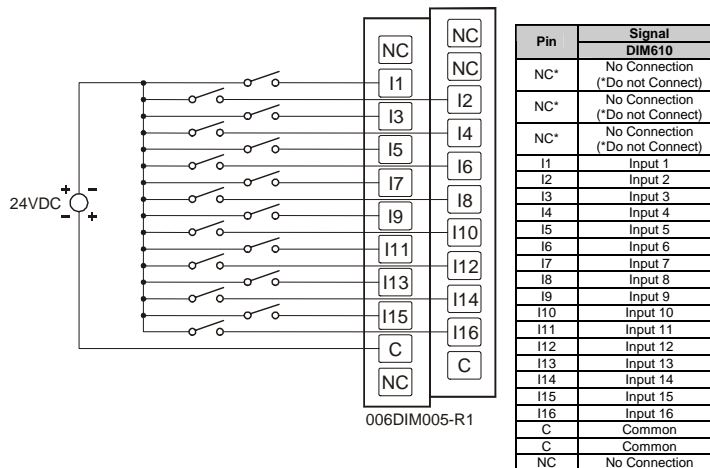 NC
NC
NC
I1
I2
I3
I4
I5
I6
I7
I8
I9
I10
I11
I12
I13
I14
I15
I16
C
C
NC
24VDC
+ -
- +
006DIM005-R1
Pin Signal
DIM610
NC* No Connection
(*Do not Connect)
NC* No Connection
(*Do not Connect)
NC* No Connection
(*Do not Connect)
I1 Input 1
I2 Input 2
I3 Input 3
I4 Input 4
I5 Input 5
I6 Input 6
I7 Input 7
I8 Input 8
I9 Input 9
I10 Input 10
I11 Input 11
I12 Input 12
I13 Input 13
I14 Input 14
I15 Input 15
I16 Input 16
C Common
C Common
NC No Connection